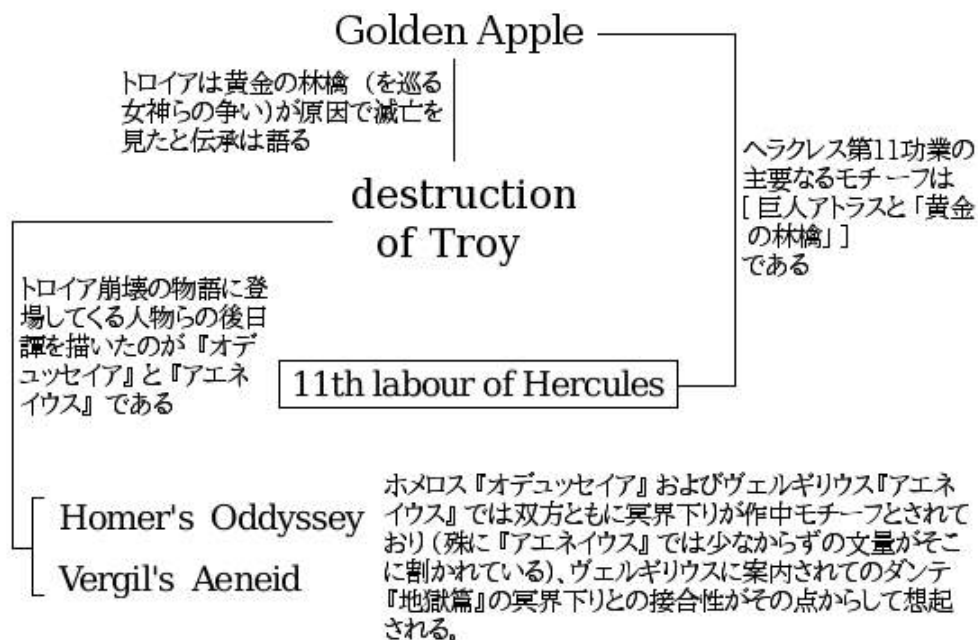 Golden Apple
トロイアは黄金の林檎（を巡る
女神らの争い）が原因で滅亡を
見たと伝承は語る
ヘラクレス第11功業の
主要なるモチーフは
[ 巨人アトラスと「黄金
の林檎」]
である
destruction
of Troy
トロイア崩壊の物語に登
場してくる人物らの後日
譚を描いたのが『オデ
ュッセイア』と『アエネ
イウス』である
11th labour of Hercules
Homer's Oddyssey
Vergil's Aeneid
ホメロス『オデュッセイア』およびヴェルギリウス『アエネ
イウス』では双方ともに冥界下りが作中モチーフとされて
おり（殊に『アエネイウス』では少なからずの文量がそこ
に割かれている）、ヴェルギリウスに案内されてのダンテ
『地獄篇』の冥界下りとの接合性がその点からして想起
される。